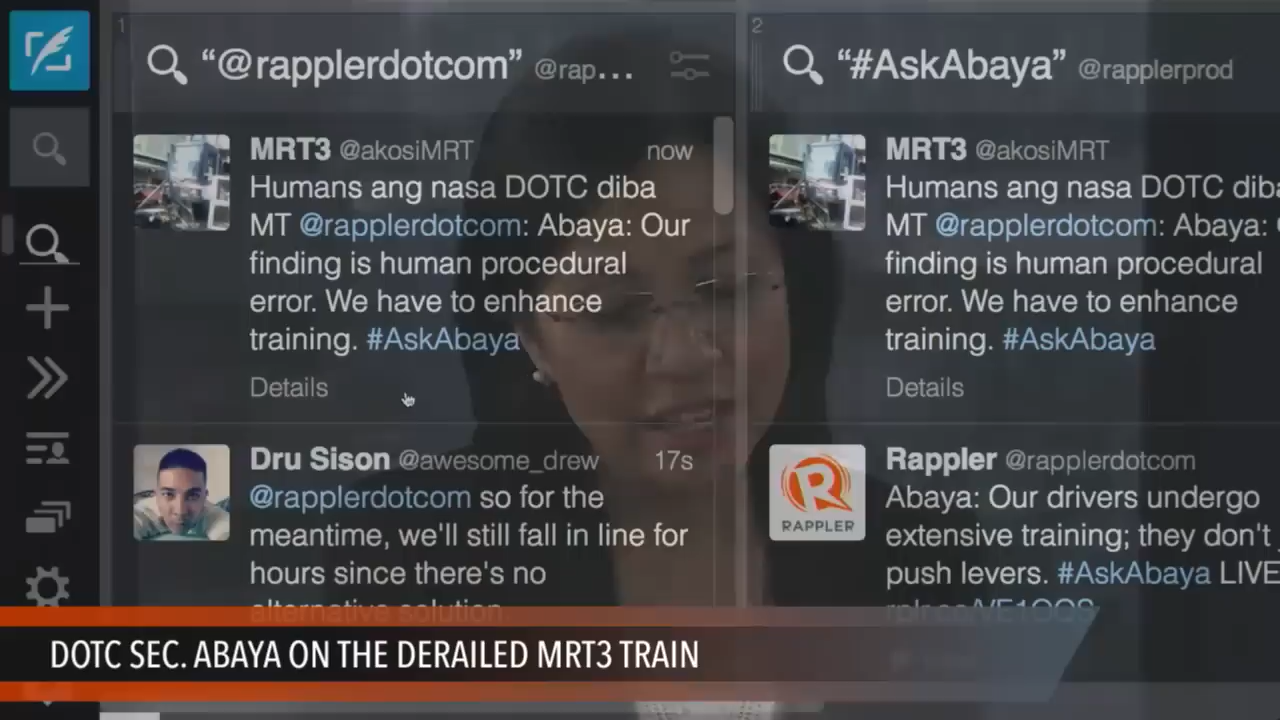 1
“@rapplerdotcom” @rap...
MRT3 @akosiMRT now
Humans ang nasa DOTC diba
MT @rapplerdotcom: Abaya: Our
finding is human procedural
error. We have to enhance
training. #AskAbaya
Details
Dru Sison @awesome_drew 17s
@rapplerdotcom so for the
meantime, we'll still fall in line for
hours since there's no
alternative solution
2
“#AskAbaya” @rapplerprod
MRT3 @akosiMRT
Humans ang nasa DOTC diba
MT @rapplerdotcom: Abaya:
finding is human procedural
error. We have to enhance
training. #AskAbaya
Details
RAPPLER
Rappler @rapplerdotcom
Abaya: Our drivers undergo
extensive training; they don't
push levers. #AskAbaya LIVE
DOTC SEC. ABAYA ON THE DERAILED MRT3 TRAIN